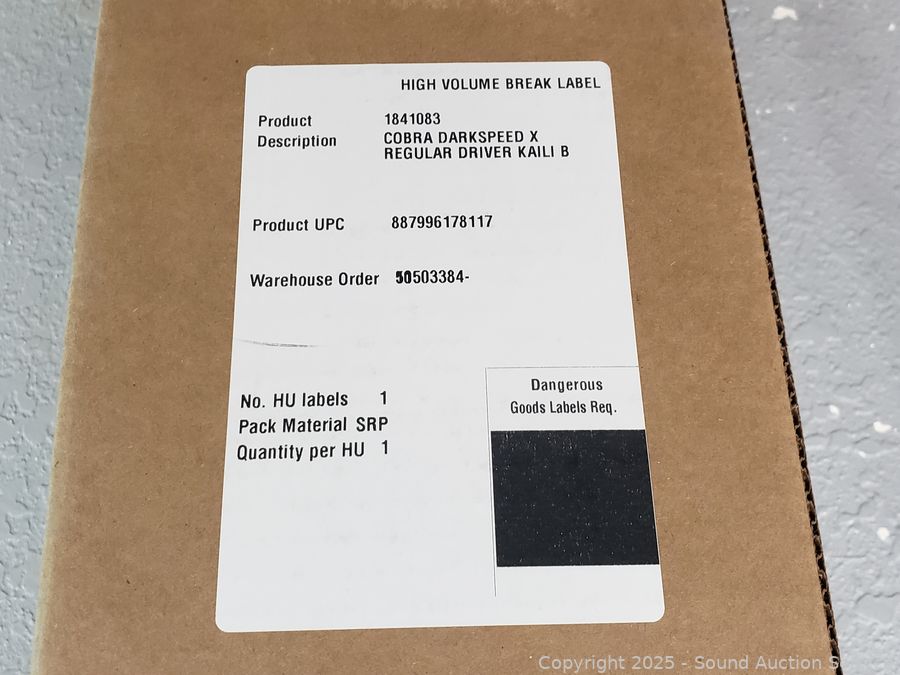 HIGH VOLUME BREAK LABEL
Product 1841083
Description COBRA DARKSPEED X
REGULAR DRIVER KAILI B
Product UPC 887996178117
Warehouse Order 50503384-
No. HU labels 1
Pack Material SRP
Quantity per HU 1
Dangerous
Goods Labels Req.
Copyright 2025 - Sound Auction S